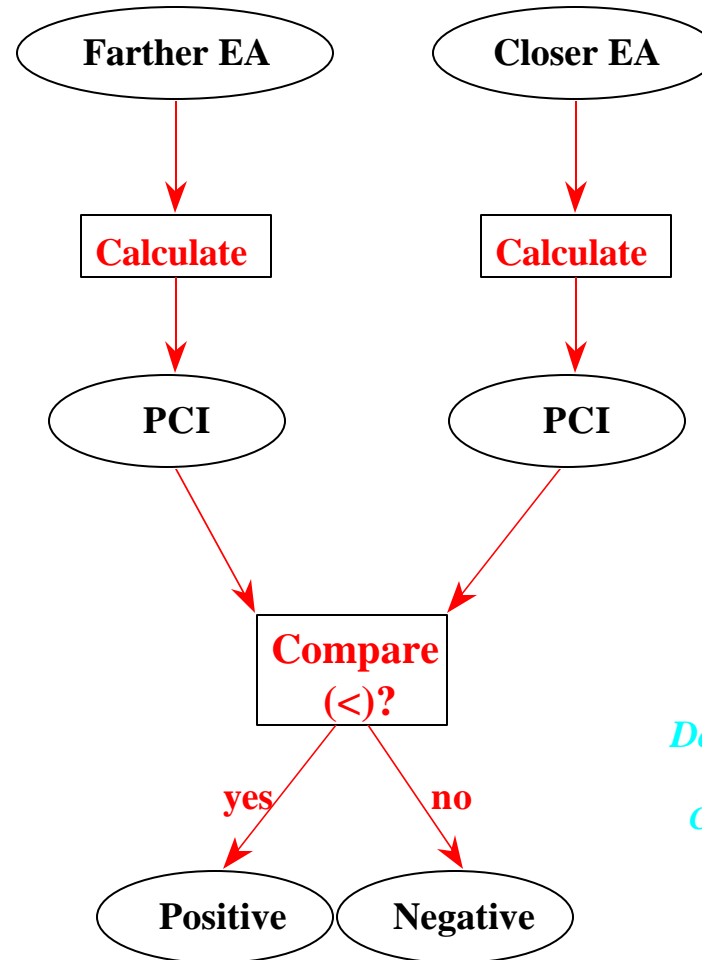 Farther EA
Closer EA
Calculate
Calculate
PCI
PCI
Compare
(<)?
yes
no
Positive
Negative